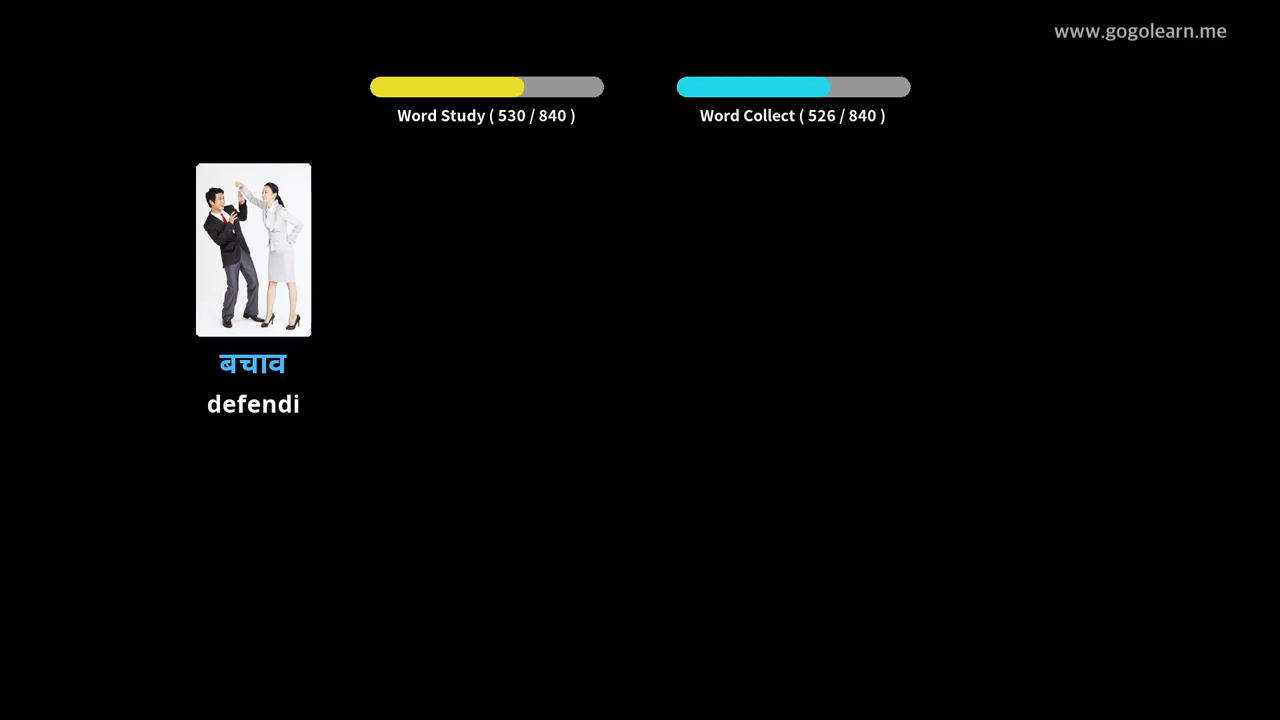 www.gogolearn.me
Word Study ( 530 / 840 )
Word Collect ( 526 / 840 )
बचाव
defendi